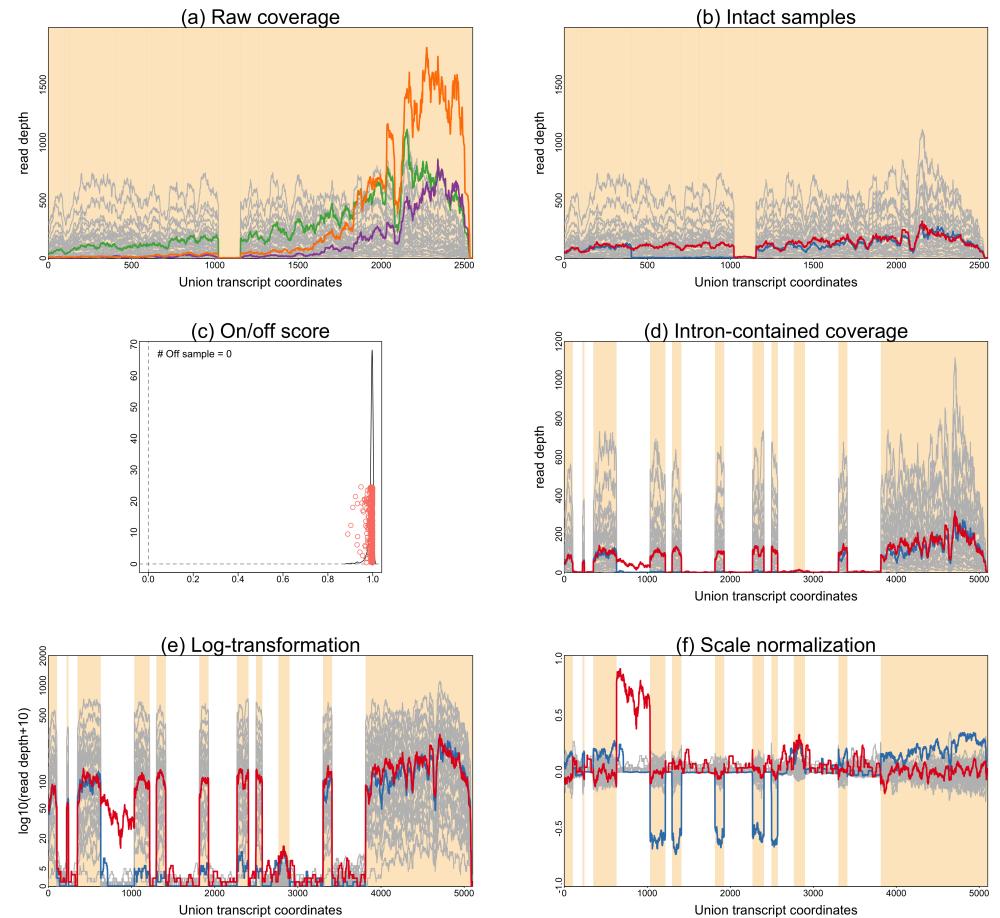 (a) Raw coverage
read depth
0 500 1000 1500
0 500 1000 1500 2000 2500
Union transcript coordinates
(b) Intact samples
read depth
0 500 1000 1500
0 500 1000 1500 2000 2500
Union transcript coordinates
(c) On/off score
# Off sample = 0
0 10 20 30 40 50 60 70
0.0 0.2 0.4 0.6 0.8 1.0
(d) Intron-contained coverage
read depth
0 200 400 600 800 1000 1200
0 1000 2000 3000 4000 5000
Union transcript coordinates
(e) Log-transformation
log10(read depth+10)
0 5 20 50 100 500 1000 2000
0 1000 2000 3000 4000 5000
Union transcript coordinates
(f) Scale normalization
-1.0 -0.5 0.0 0.5 1.0
0 1000 2000 3000 4000 5000
Union transcript coordinates